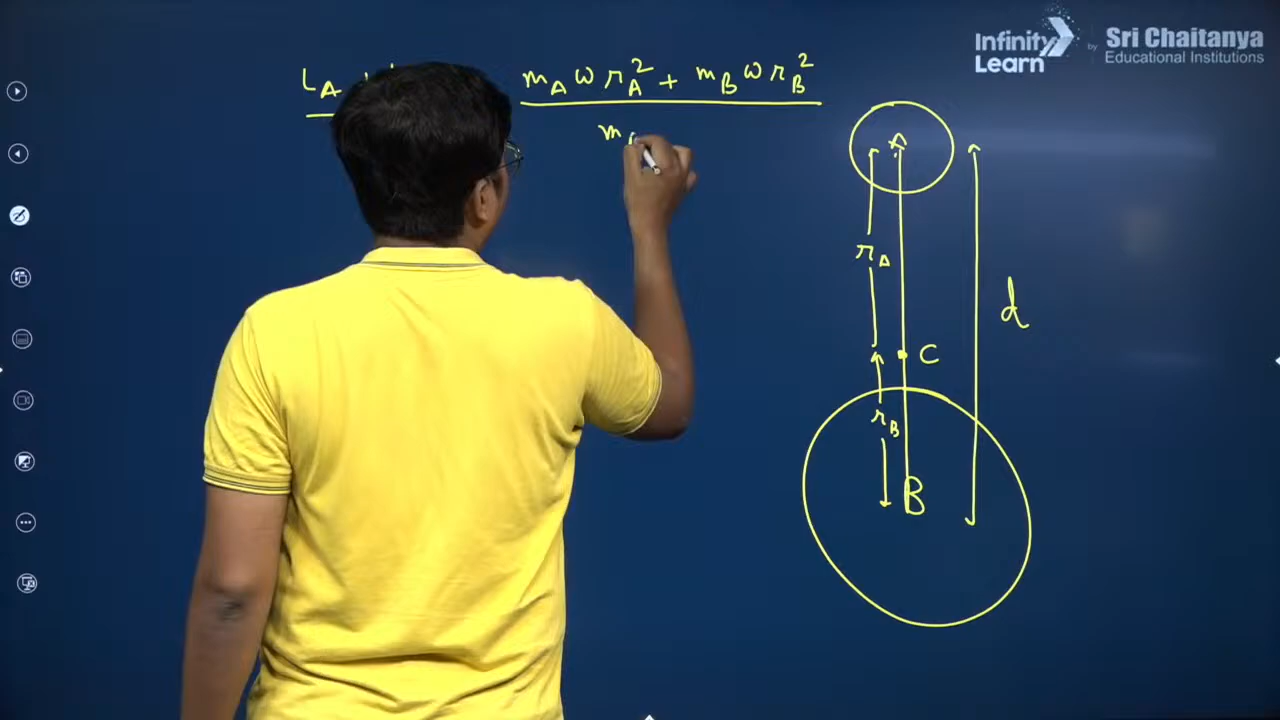 Infinity Learn by Sri Chaitanya Educational Institutions
L_A m_A ω r_A^2 + m_B ω r_B^2
m
A
r_A
d
C
r_B
B